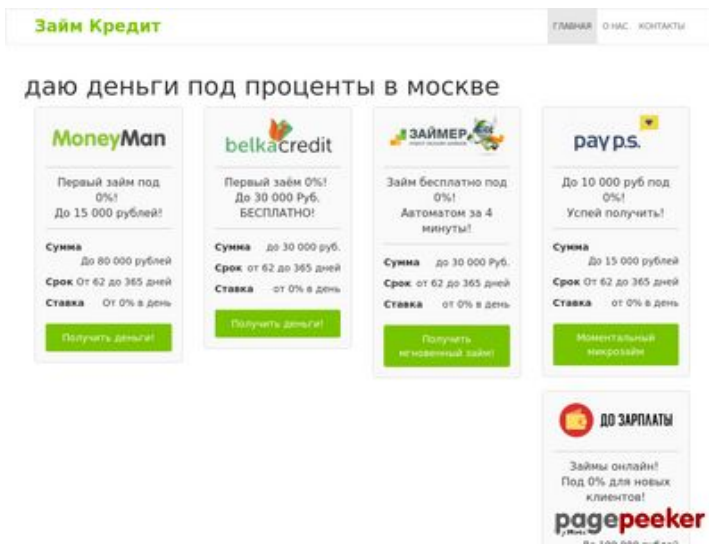 Займ Кредит
ГЛАВНАЯ О НАС КОНТАКТЫ
даю деньги под проценты в москве
MoneyMan
Первый займ под
0%!
До 15 000 рублей!
Сумма
До 80 000 рублей
Срок От 62 до 365 дней
Ставка От 0% в день
Получить деньги!
belkacredit
Первый заём 0%!
До 30 000 Руб.
БЕСПЛАТНО!
Сумма до 30 000 руб.
Срок от 62 до 365 дней
Ставка от 0% в день
Получить деньги!
ЗАЙМЕР
Займ бесплатно под
0%!
Автоматом за 4
минуты!
Сумма до 30 000 Руб.
Срок от 62 до 365 дней
Ставка от 0% в день
Получить
мгновенный займ!
pay p.s.
До 10 000 руб под
0%!
Успей получить!
Сумма
До 15 000 рублей
Срок От 62 до 365 дней
Ставка От 0% в день
Моментальный
микрозайм
ДО ЗАРПЛАТЫ
Займы онлайн!
Под 0% для новых
клиентов!
pagepeeker
До 100 000 рублей